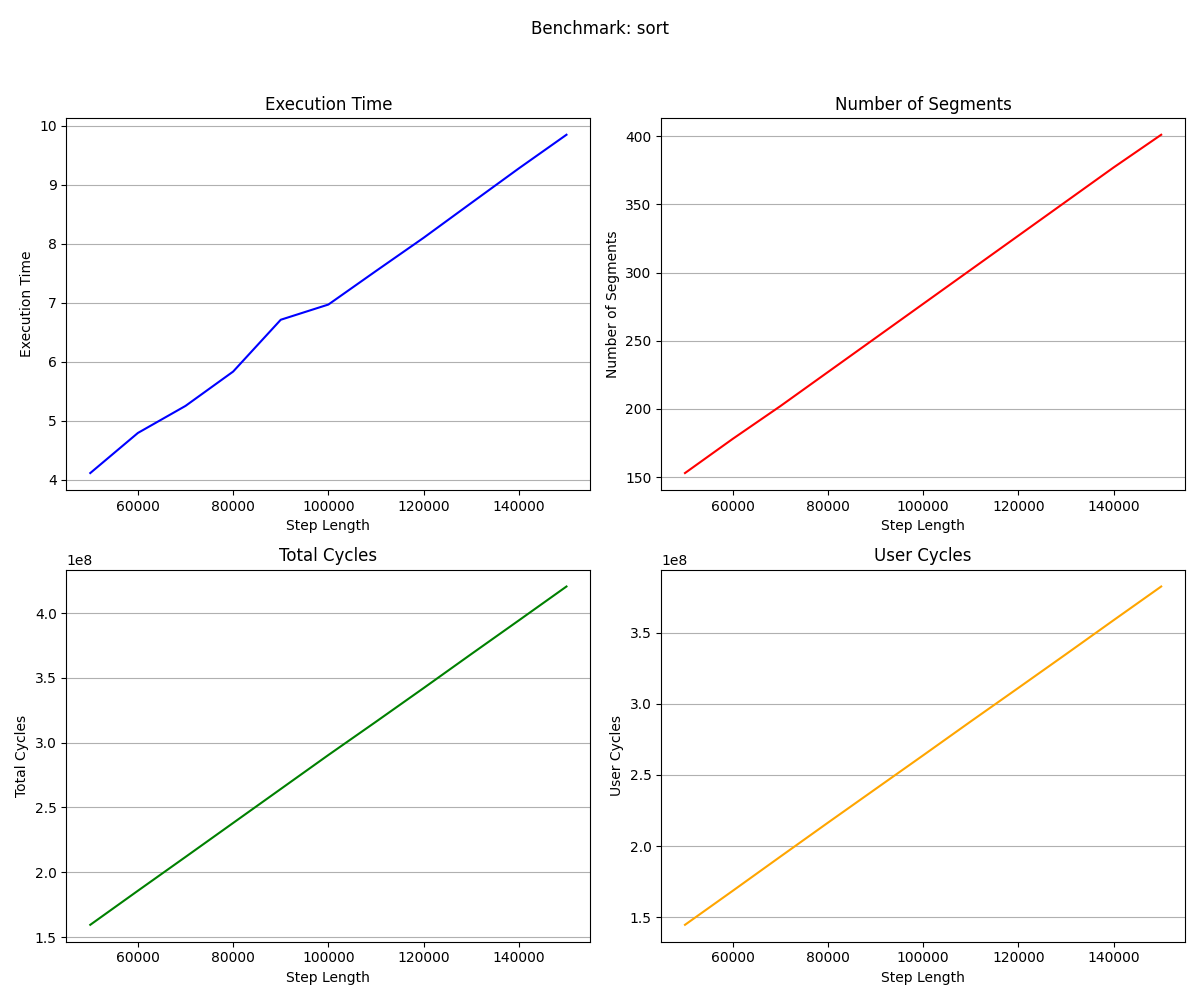 Benchmark: sort
Execution Time
Execution Time
10
9
8
7
6
5
4
60000 80000 100000 120000 140000
Step Length
Number of Segments
Number of Segments
400
350
300
250
200
150
60000 80000 100000 120000 140000
Step Length
Total Cycles
1e8
Total Cycles
4.0
3.5
3.0
2.5
2.0
1.5
60000 80000 100000 120000 140000
Step Length
User Cycles
1e8
User Cycles
3.5
3.0
2.5
2.0
1.5
60000 80000 100000 120000 140000
Step Length